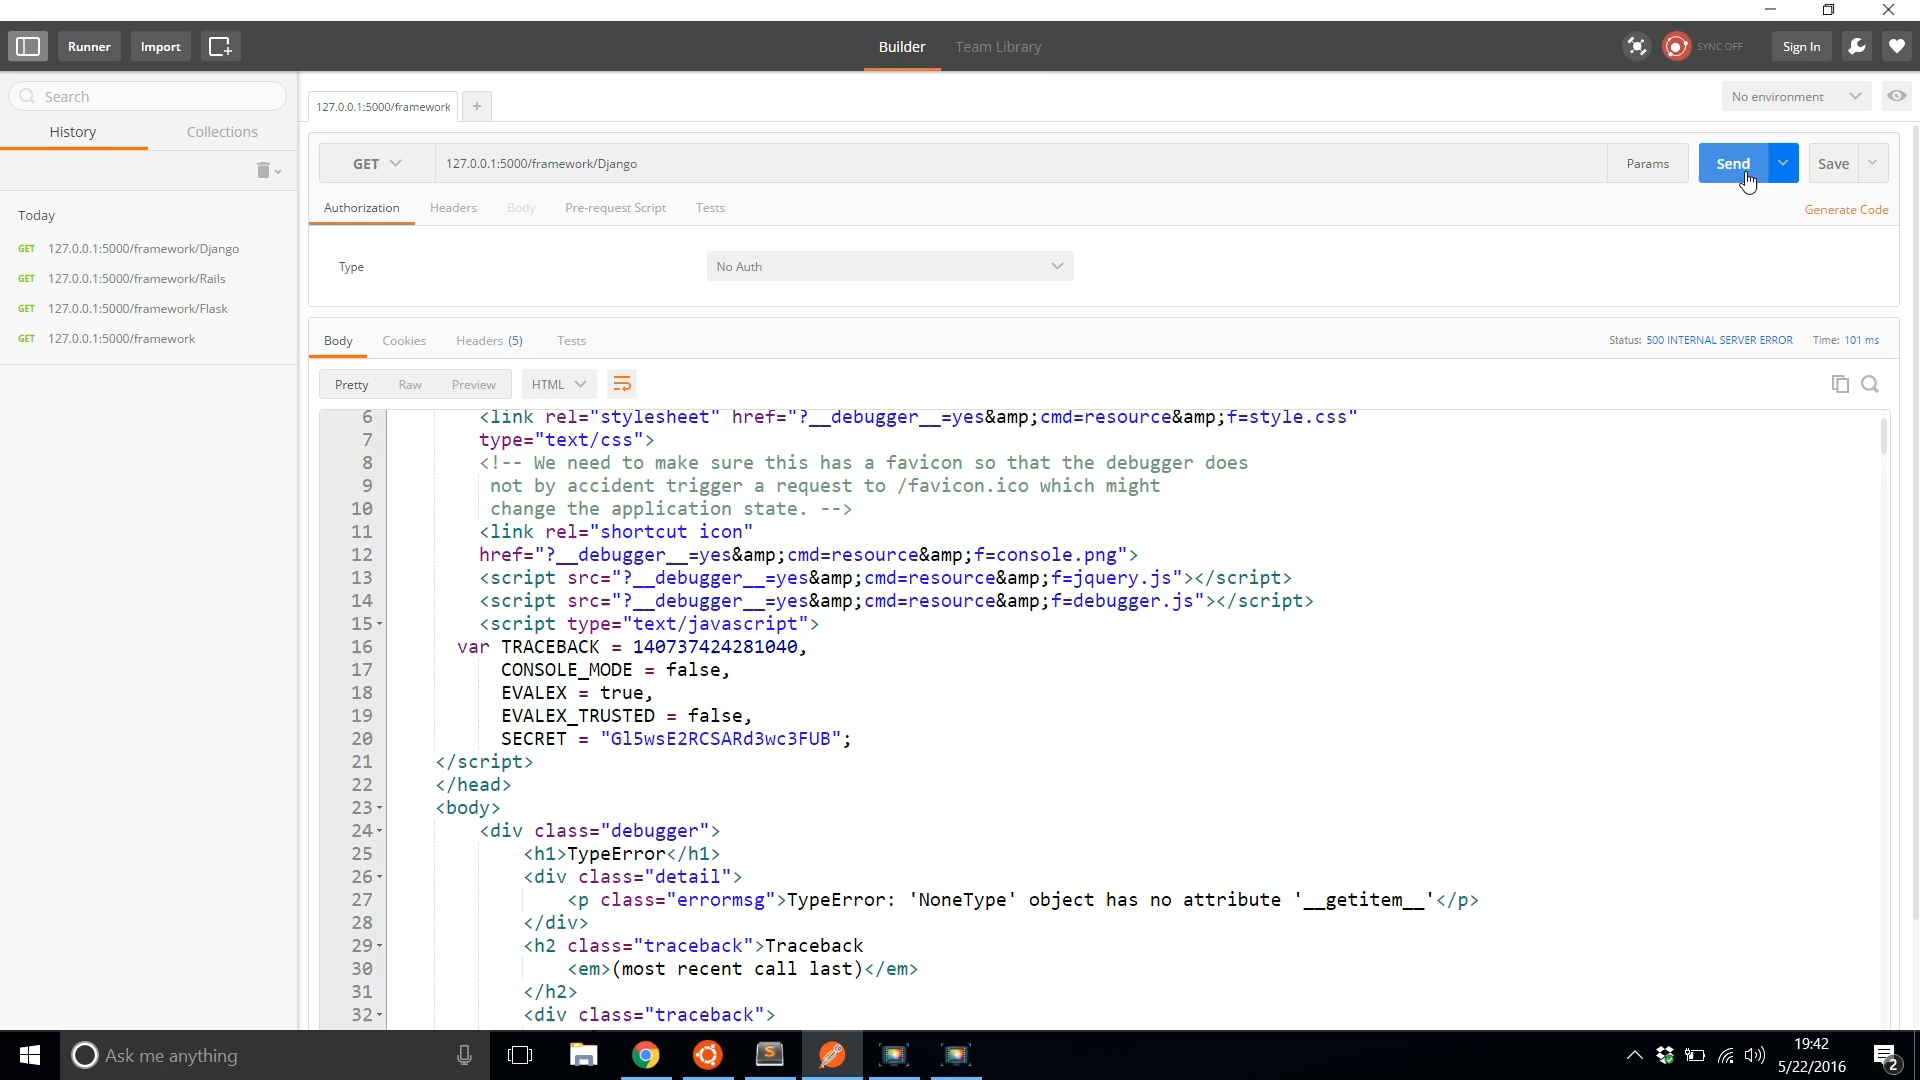 Runner
Import
Builder
Team Library
SYNC OFF
Sign In
Search
History
Collections
Today
GET 127.0.0.1:5000/framework/Django
GET 127.0.0.1:5000/framework/Rails
GET 127.0.0.1:5000/framework/Flask
GET 127.0.0.1:5000/framework
127.0.0.1:5000/framework
+
No environment
GET
127.0.0.1:5000/framework/Django
Params
Send
Save
Authorization
Headers
Body
Pre-request Script
Tests
Generate Code
Type
No Auth
Body
Cookies
Headers (5)
Tests
Status: 500 INTERNAL SERVER ERROR
Time: 101 ms
Pretty
Raw
Preview
HTML
6 <link rel="stylesheet" href="?__debugger__=yes&amp;cmd=resource&amp;f=style.css"
7 type="text/css">
8 <!-- We need to make sure this has a favicon so that the debugger does
9 not by accident trigger a request to /favicon.ico which might
10 change the application state. -->
11 <link rel="shortcut icon"
12 href="?__debugger__=yes&amp;cmd=resource&amp;f=console.png">
13 <script src="?__debugger__=yes&amp;cmd=resource&amp;f=jquery.js"></script>
14 <script src="?__debugger__=yes&amp;cmd=resource&amp;f=debugger.js"></script>
15 <script type="text/javascript">
16 var TRACEBACK = 140737424281040,
17 CONSOLE_MODE = false,
18 EVALEX = true,
19 EVALEX_TRUSTED = false,
20 SECRET = "Gl5wsE2RCSARd3wc3FUB";
21 </script>
22 </head>
23 <body>
24 <div class="debugger">
25 <h1>TypeError</h1>
26 <div class="detail">
27 <p class="errormsg">TypeError: 'NoneType' object has no attribute '__getitem__'</p>
28 </div>
29 <h2 class="traceback">Traceback
30 <em>(most recent call last)</em>
31 </h2>
32 <div class="traceback">
Ask me anything
19:42
5/22/2016
2